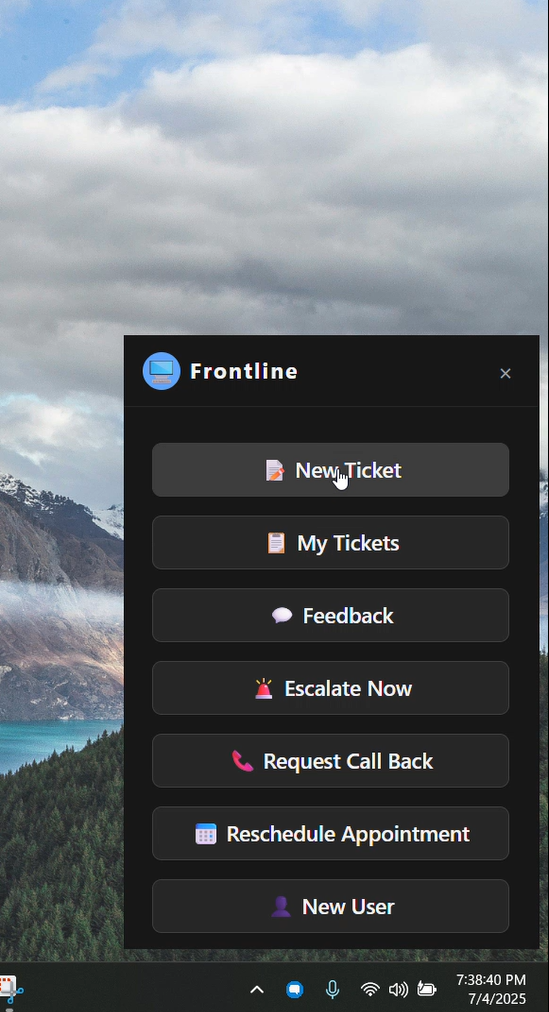 Frontline
New Ticket
My Tickets
Feedback
Escalate Now
Request Call Back
Reschedule Appointment
New User
7:38:40 PM
7/4/2025